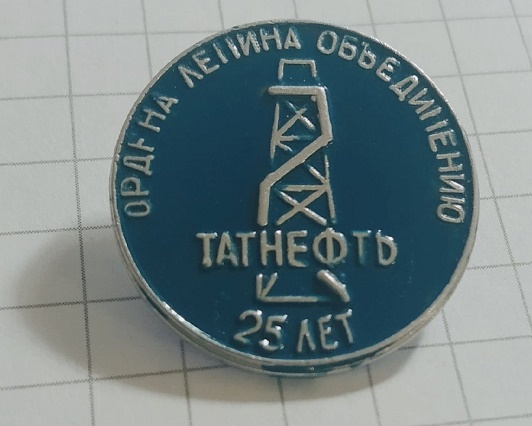 ОРДЕНА ЛЕНИНА ОБЪЕДИНЕНИЮ
ТАТНЕФТЬ
25 ЛЕТ